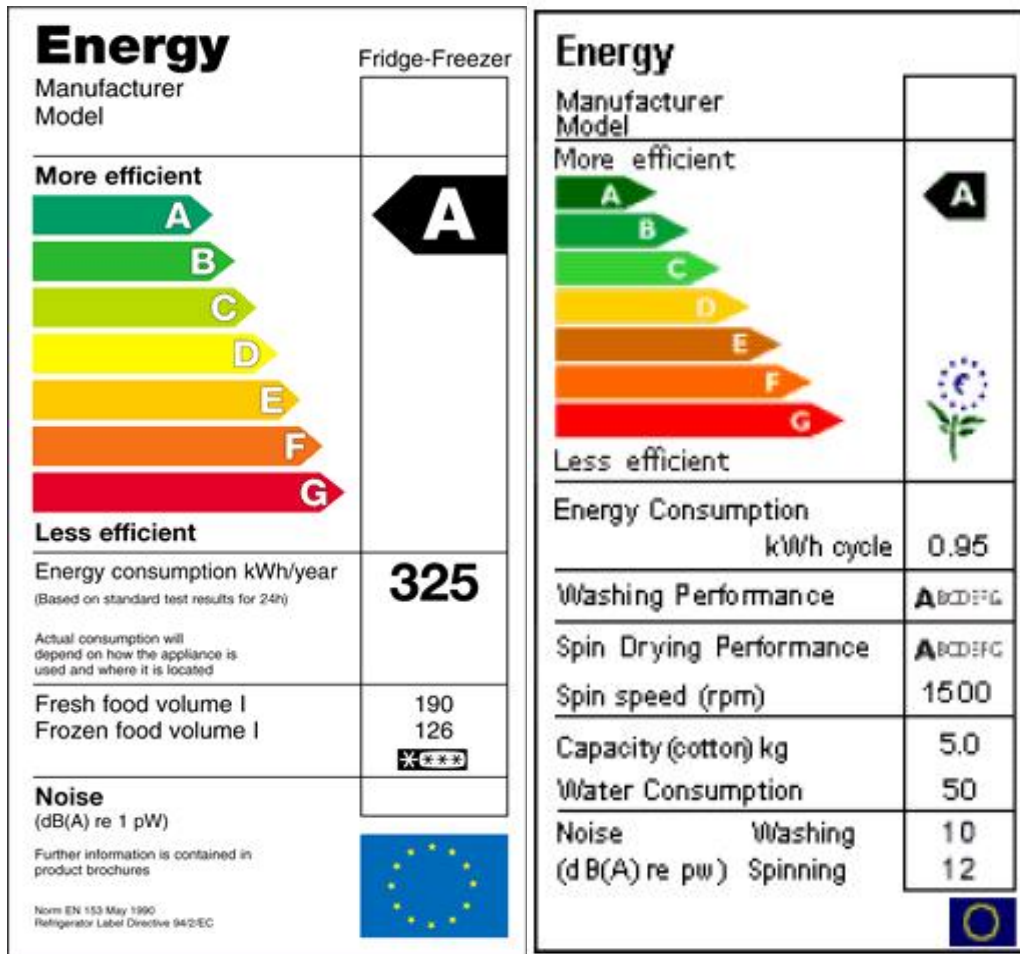 Energy
Fridge-Freezer
Manufacturer
Model
More efficient
A
A
B
C
D
E
F
G
Less efficient
Energy consumption kWh/year
325
(Based on standard test results for 24h)
Actual consumption will
depend on how the appliance is
used and where it is located
Fresh food volume l 190
Frozen food volume l 126
*(***)
Noise
(dB(A) re 1 pW)
Further information is contained in
product brochures
Norm EN 153 May 1990
Refrigerator Label Directive 94/2/EC
Energy
Manufacturer
Model
More efficient
A
A
B
C
D
E
F
G
Less efficient
Energy Consumption
kWh cycle 0.95
Washing Performance ABCDEFG
Spin Drying Performance ABCDEFG
Spin speed (rpm) 1500
Capacity (cotton) kg 5.0
Water Consumption 50
Noise Washing 10
(dB(A) re pw) Spinning 12